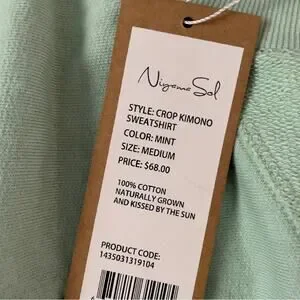 Niyama Sol
STYLE: CROP KIMONO
SWEATSHIRT
COLOR: MINT
SIZE: MEDIUM
PRICE: $68.00
100% COTTON
NATURALLY GROWN
AND KISSED BY THE SUN
PRODUCT CODE:
1435031319104